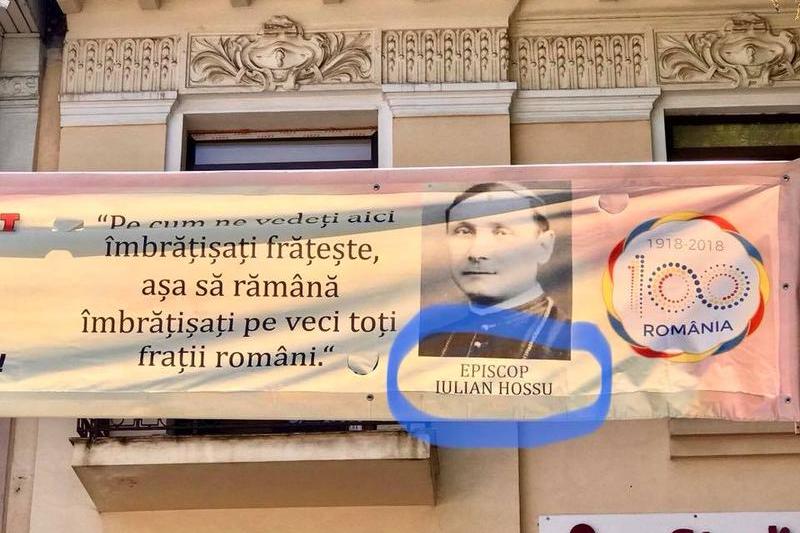 “Pe cum ne vedeți aici
îmbrățișați frățește,
așa să rămână
îmbrățișați pe veci toți
frații români.“
EPISCOP
IULIAN HOSSU
1918-2018
100
ROMÂNIA